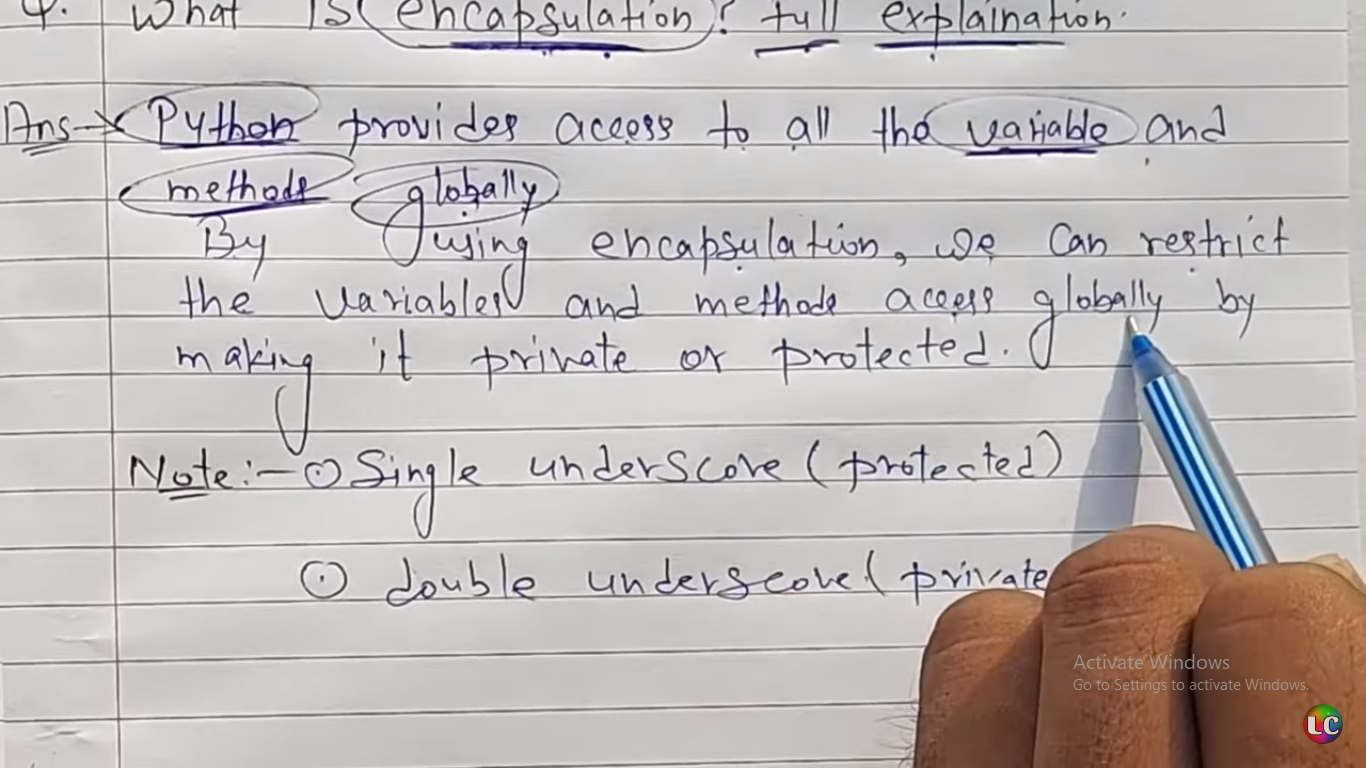 4. What is encapsulation? full explaination.
Ans → Python provides access to all the variable and
methods globally
By using encapsulation, we can restrict
the variables and methods access globally by
making it private or protected.
Note:- ⊙ Single underscore (protected)
⊙ double underscore ( private
Activate Windows
Go to Settings to activate Windows.
LC